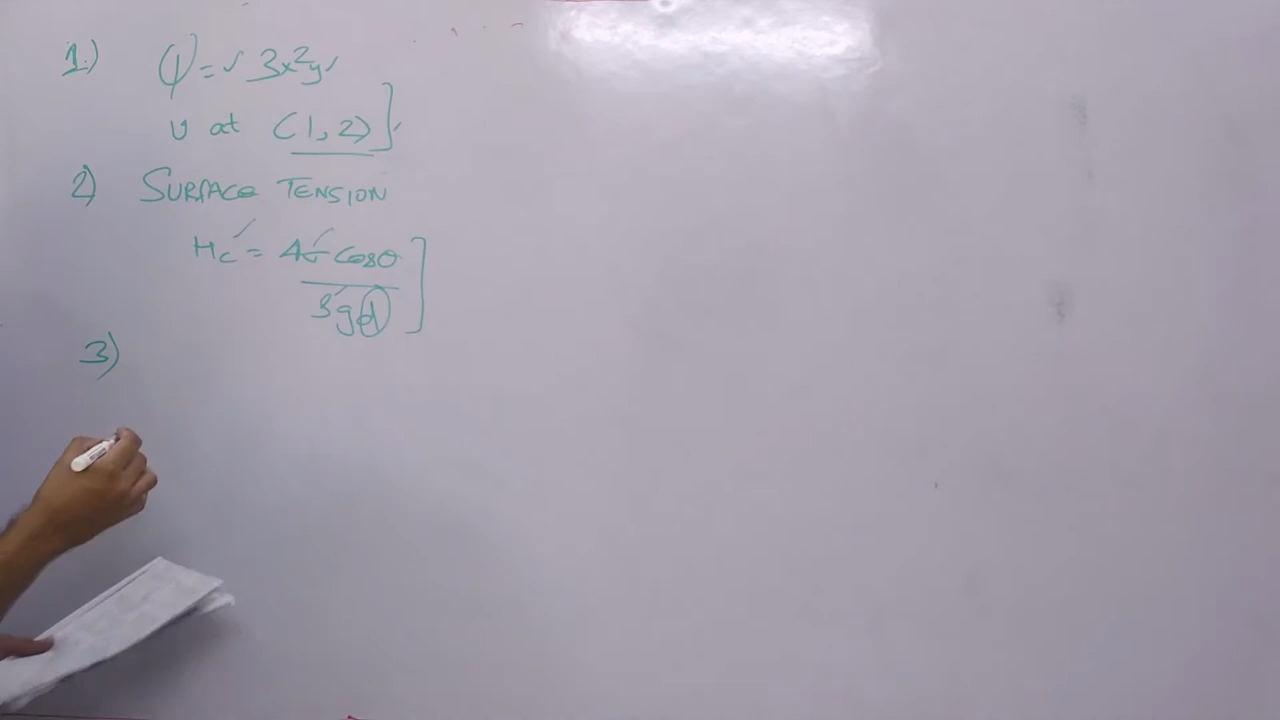 1.) ψ = 3x²y
υ at (1, 2)
2) SURFACE TENSION
Hc = 4σ cosθ
ρgd
3)